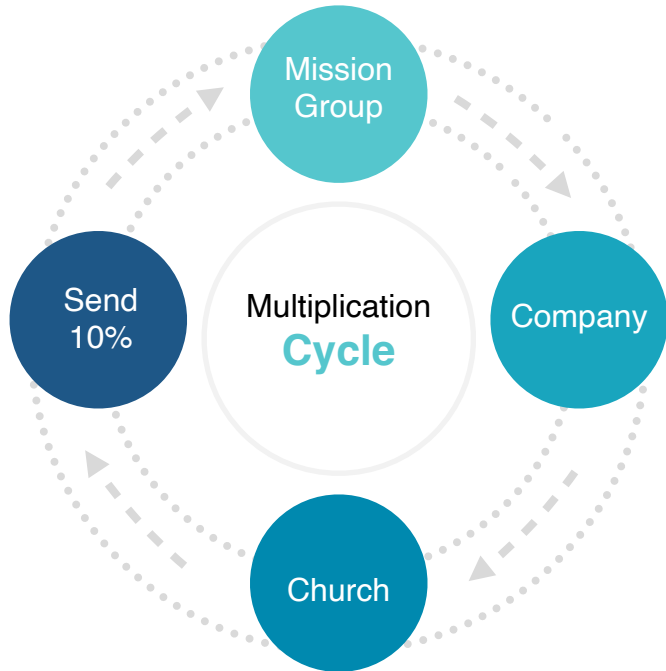 Mission
Group
Send
10%
Multiplication
Cycle
Company
Church